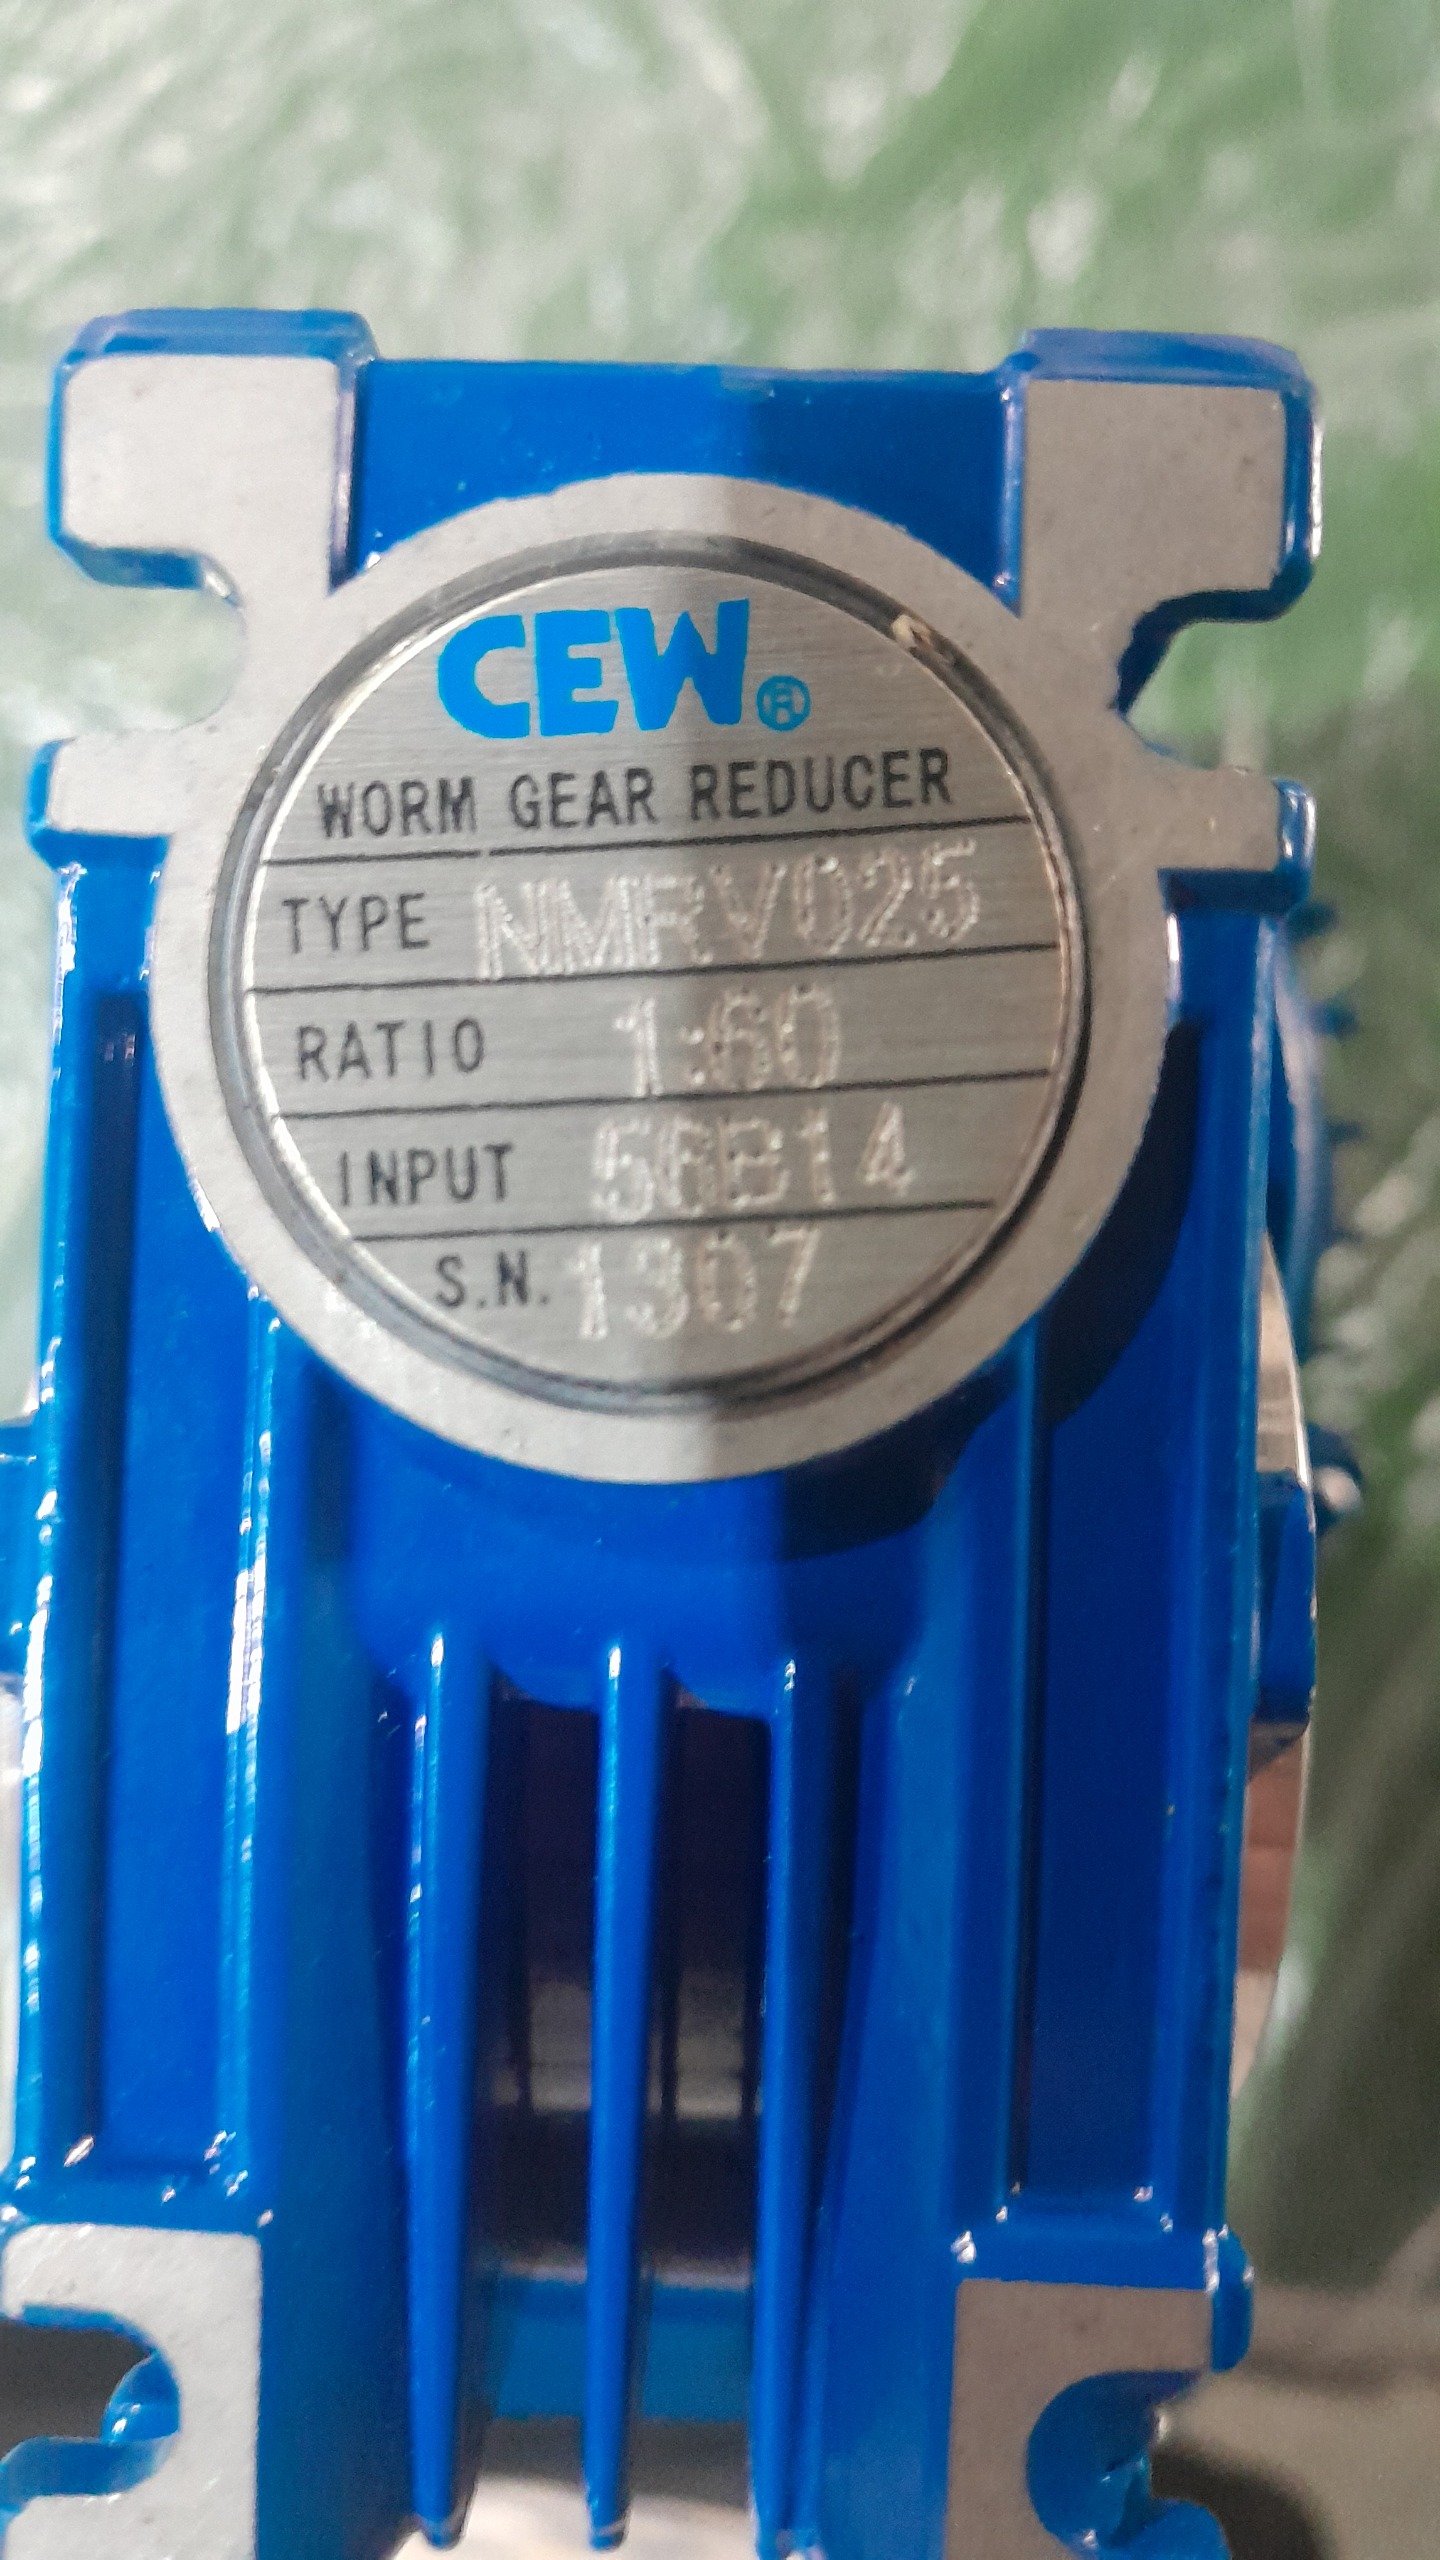 CEW®
WORM GEAR REDUCER
TYPE NMRV025
RATIO 1:60
INPUT 56B14
S.N. 1307